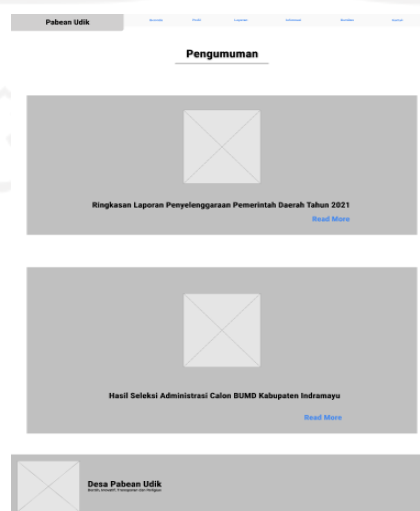 Pabean Udik
Pengumuman
Ringkasan Laporan Penyelenggaraan Pemerintah Daerah Tahun 2021
Read More
Hasil Seleksi Administrasi Calon BUMD Kabupaten Indramayu
Read More
Desa Pabean Udik